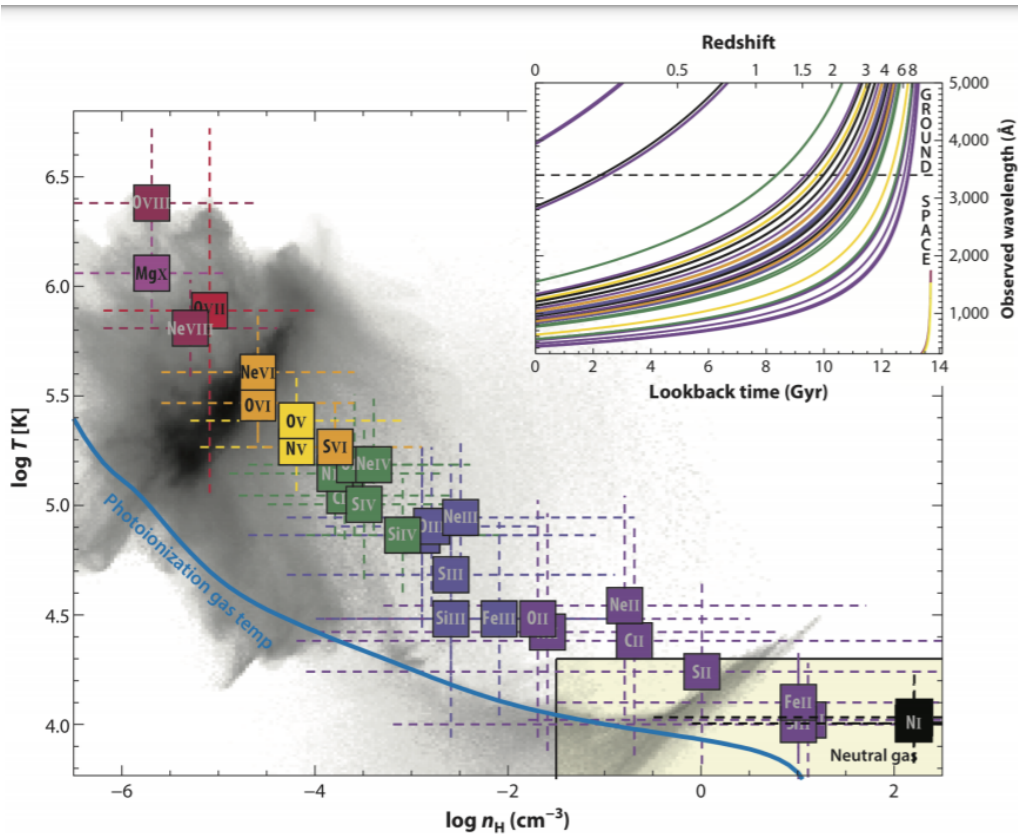 Redshift
0 0.5 1 1.5 2 3 4 6 8
5,000
4,000
3,000
2,000
1,000
Observed wavelength (Å)
GROUND
SPACE
0 2 4 6 8 10 12 14
Lookback time (Gyr)
log T [K]
6.5
6.0
5.5
5.0
4.5
4.0
OVIII
MgX
OVII
NeVIII
NeVI
OVI
OV
NV
SVI
NeIV
SIV
SiIV
NeIII
SIII
SiIII
FeIII
OII
NeII
CII
SII
FeII
NI
Photoionization gas temp
Neutral gas
−6 −4 −2 0 2
log nH (cm−3)